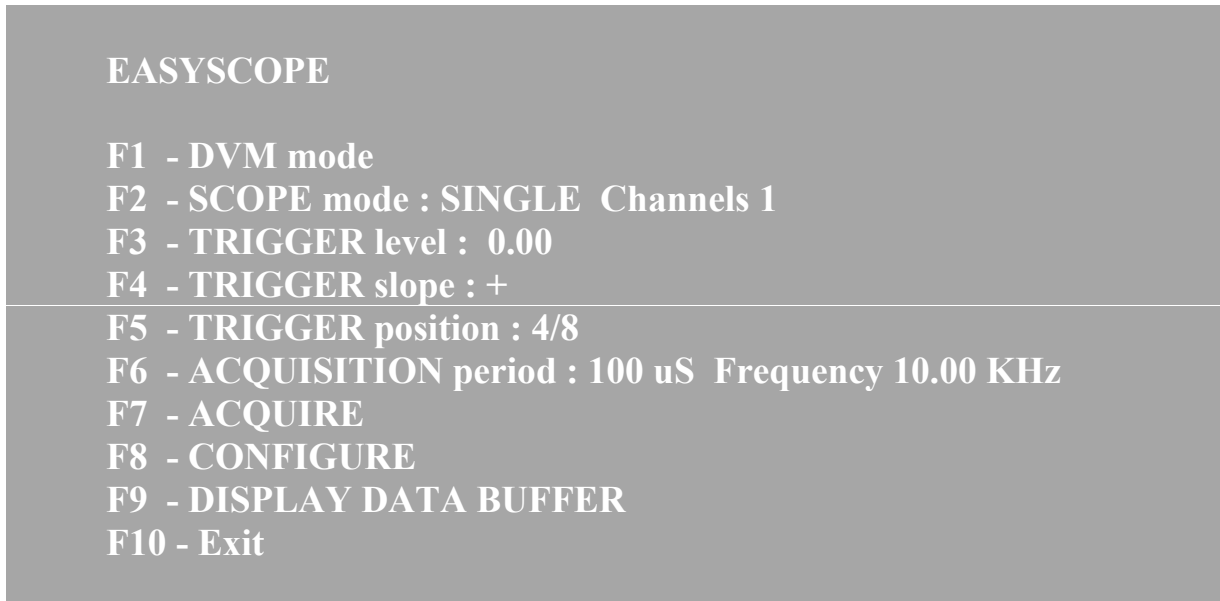 EASYSCOPE
F1 - DVM mode
F2 - SCOPE mode : SINGLE Channels 1
F3 - TRIGGER level : 0.00
F4 - TRIGGER slope : +
F5 - TRIGGER position : 4/8
F6 - ACQUISITION period : 100 uS Frequency 10.00 KHz
F7 - ACQUIRE
F8 - CONFIGURE
F9 - DISPLAY DATA BUFFER
F10 - Exit